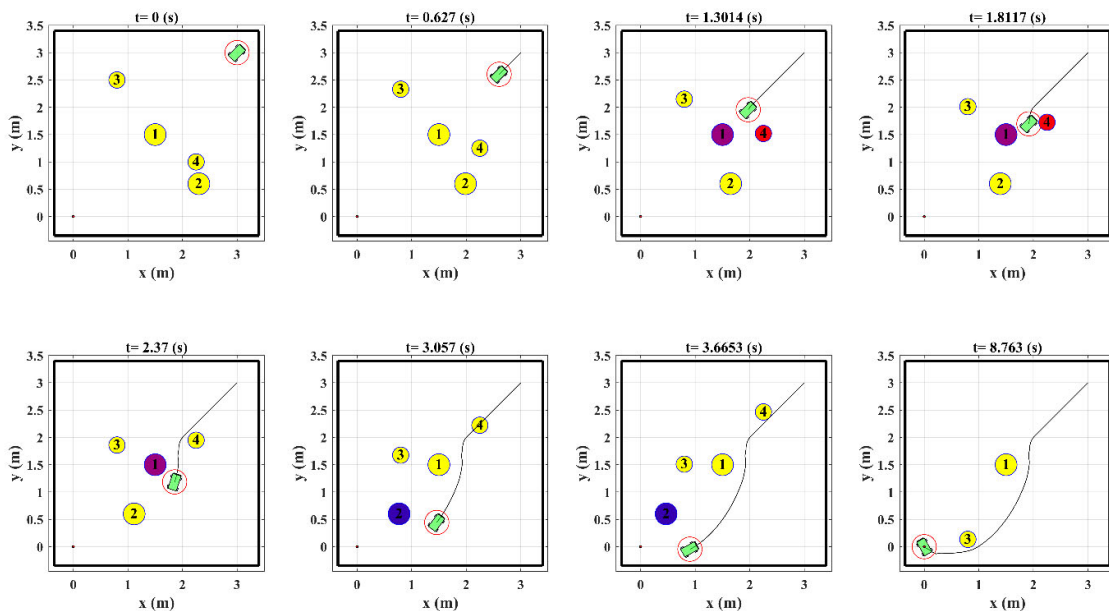 t= 0 (s)
3.5
3
2.5
2
1.5
1
0.5
0
y (m)
3
1
4
2
0 1 2 3
x (m)
t= 0.627 (s)
3.5
3
2.5
2
1.5
1
0.5
0
y (m)
3
1
4
2
0 1 2 3
x (m)
t= 1.3014 (s)
3.5
3
2.5
2
1.5
1
0.5
0
y (m)
3
1
4
2
0 1 2 3
x (m)
t= 1.8117 (s)
3.5
3
2.5
2
1.5
1
0.5
0
y (m)
3
4
1
2
0 1 2 3
x (m)
t= 2.37 (s)
3.5
3
2.5
2
1.5
1
0.5
0
y (m)
4
3
1
2
0 1 2 3
x (m)
t= 3.057 (s)
3.5
3
2.5
2
1.5
1
0.5
0
y (m)
4
3
1
2
0 1 2 3
x (m)
t= 3.6653 (s)
3.5
3
2.5
2
1.5
1
0.5
0
y (m)
4
3
1
2
0 1 2 3
x (m)
t= 8.763 (s)
3.5
3
2.5
2
1.5
1
0.5
0
y (m)
1
3
0 1 2 3
x (m)